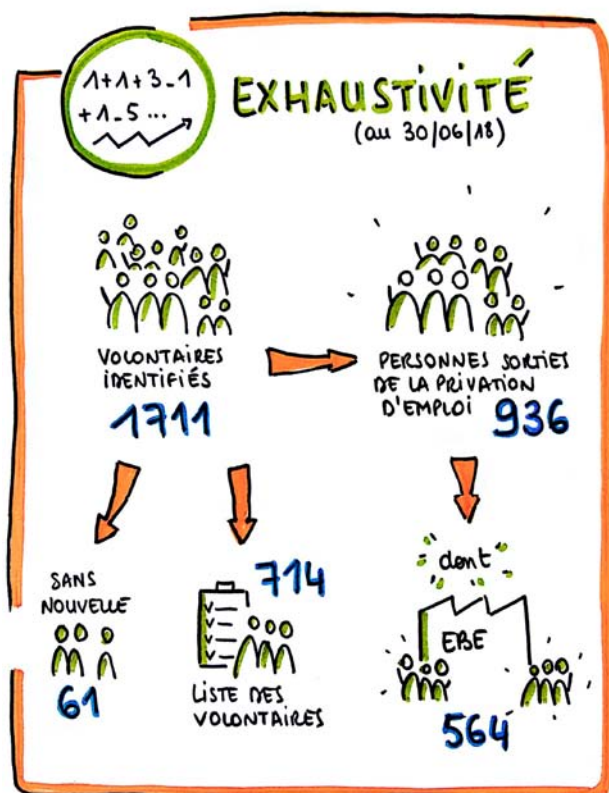 1+1+3-1
+1-5 ...
EXHAUSTIVITÉ
(au 30/06/18)
VOLONTAIRES
IDENTIFIÉS
1711
PERSONNES SORTIES
DE LA PRIVATION
D'EMPLOI 936
SANS
NOUVELLE
61
714
LISTE DES
VOLONTAIRES
dont
EBE
564